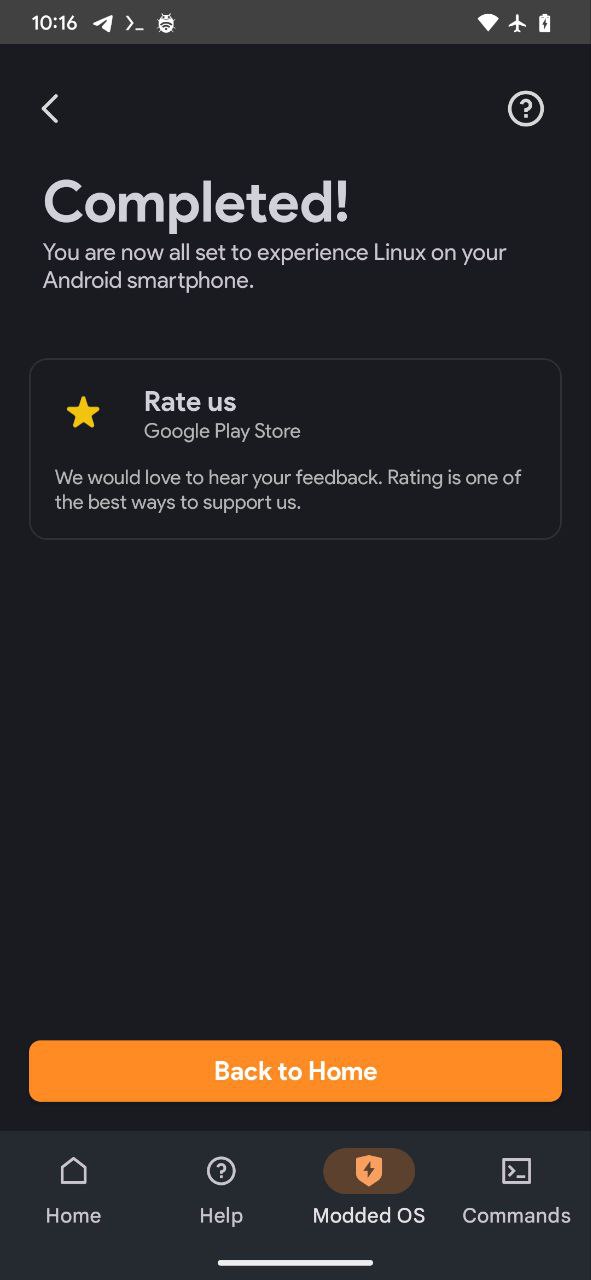 10:16
Completed!
You are now all set to experience Linux on your
Android smartphone.
Rate us
Google Play Store
We would love to hear your feedback. Rating is one of
the best ways to support us.
Back to Home
Home
Help
Modded OS
Commands